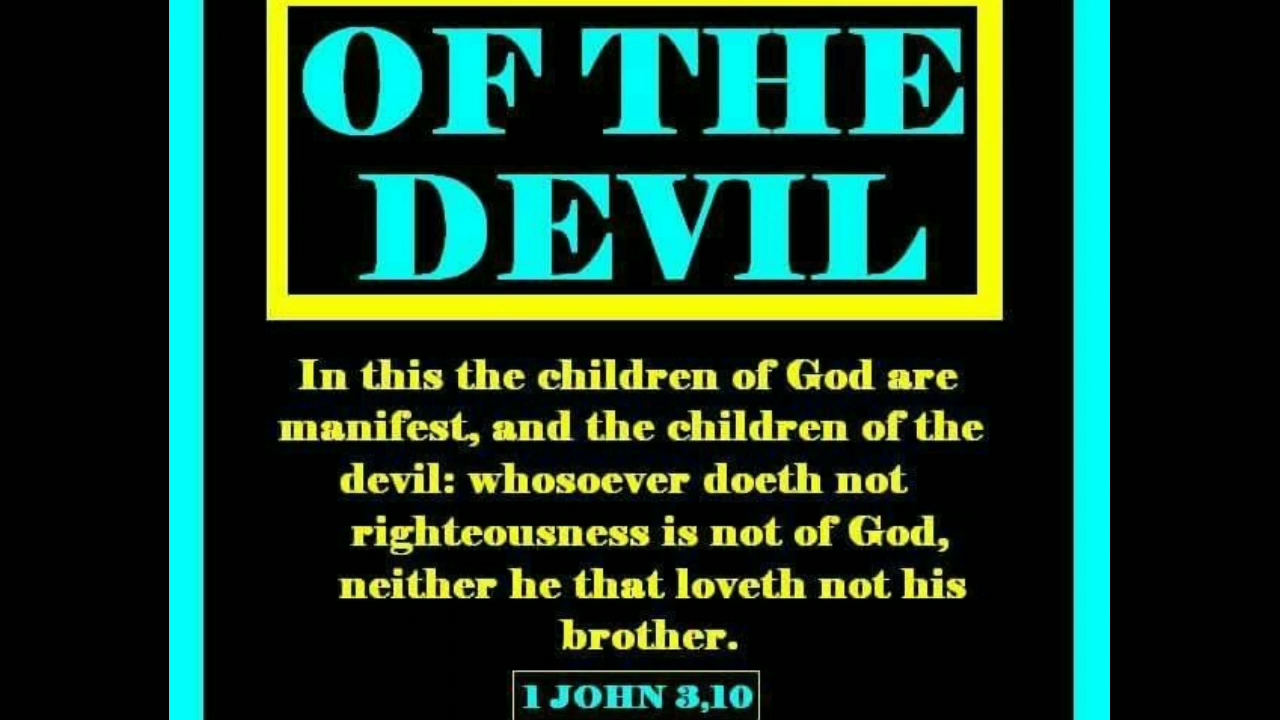 OF THE
DEVIL
In this the children of God are
manifest, and the children of the
devil: whosoever doeth not
righteousness is not of God,
neither he that loveth not his
brother.
1 JOHN 3,10